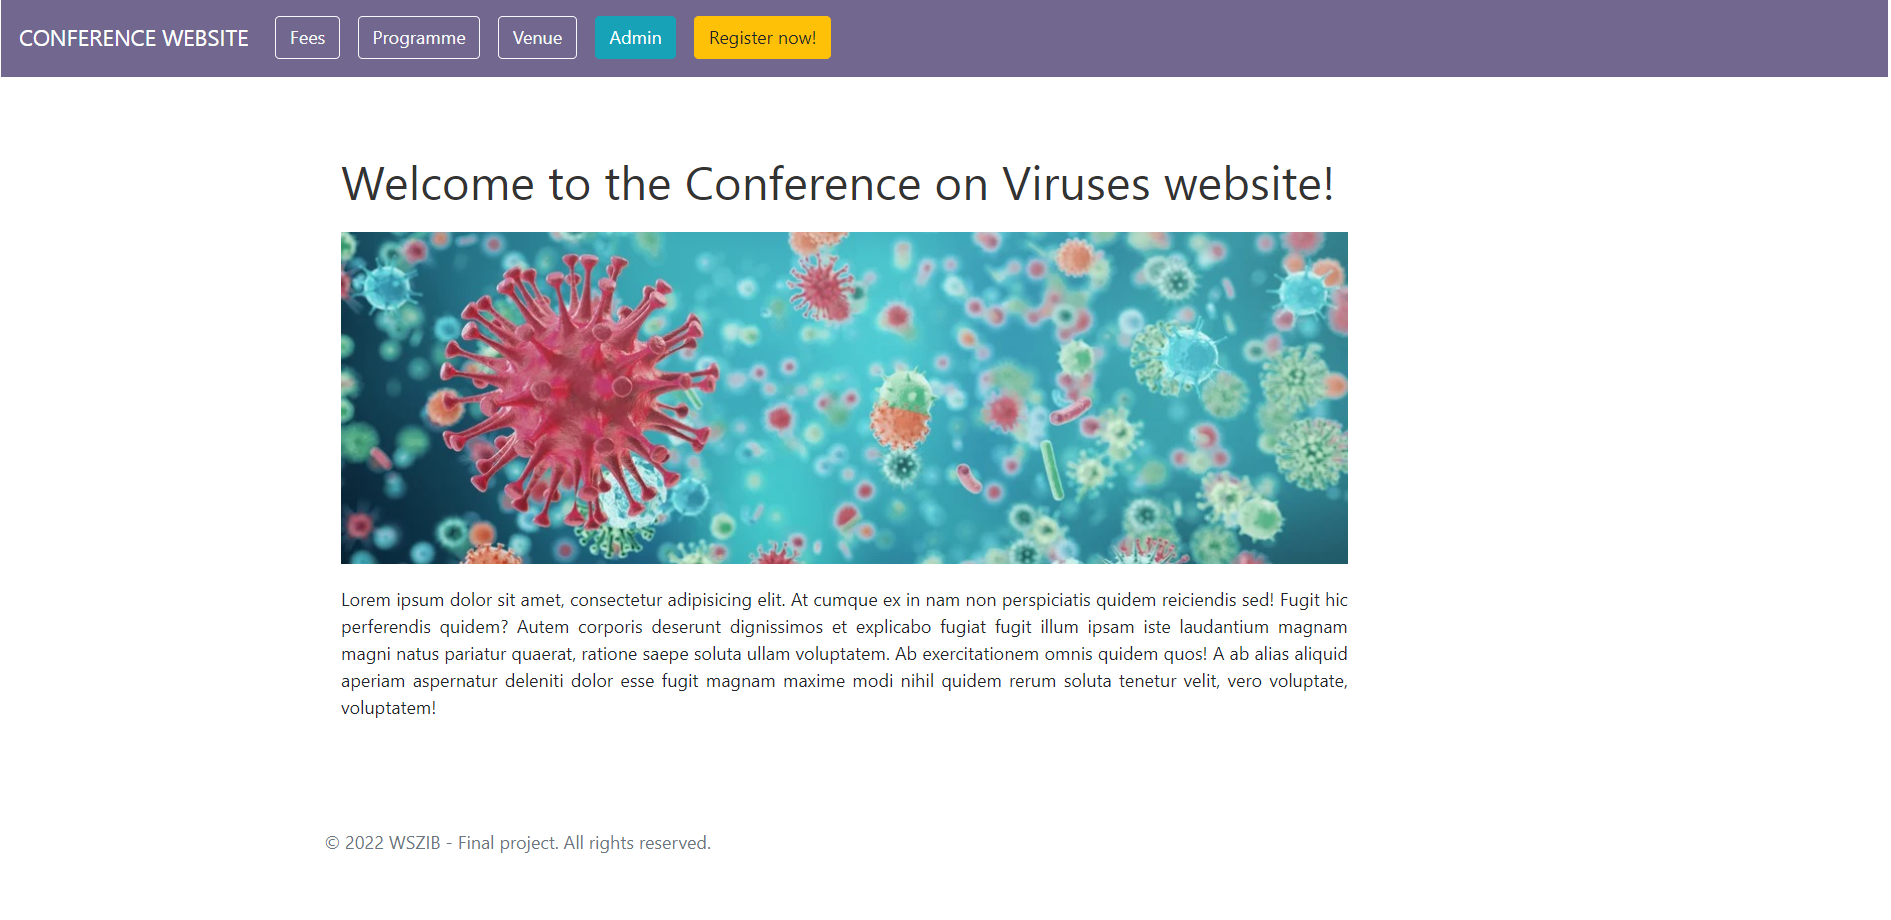 CONFERENCE WEBSITE Fees Programme Venue Admin Register now!
Welcome to the Conference on Viruses website!
Lorem ipsum dolor sit amet, consectetur adipisicing elit. At cumque ex in nam non perspiciatis quidem reiciendis sed! Fugit hic
perferendis quidem? Autem corporis deserunt dignissimos et explicabo fugiat fugit illum ipsam iste laudantium magnam
magni natus pariatur quaerat, ratione saepe soluta ullam voluptatem. Ab exercitationem omnis quidem quos! A ab alias aliquid
aperiam aspernatur deleniti dolor esse fugit magnam maxime modi nihil quidem rerum soluta tenetur velit, vero voluptate,
voluptatem!
© 2022 WSZIB - Final project. All rights reserved.